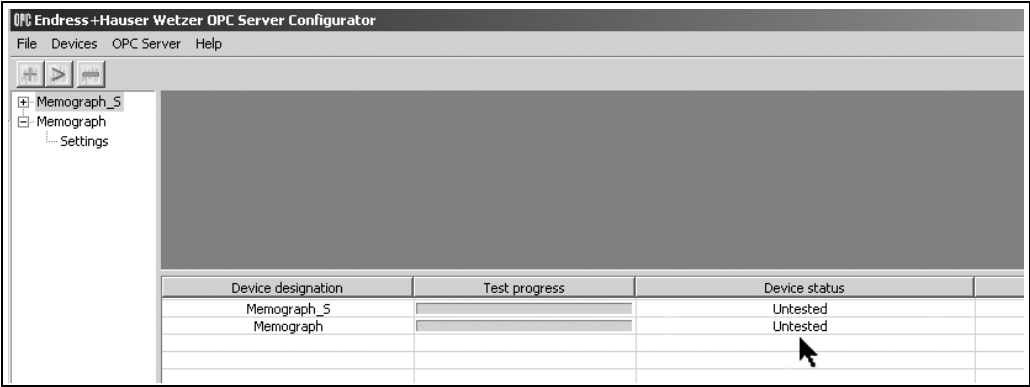 OPC Endress+Hauser Wetzer OPC Server Configurator
File Devices OPC Server Help
Memograph_S
Memograph
Settings
Device designation Test progress Device status
Memograph_S Untested
Memograph Untested